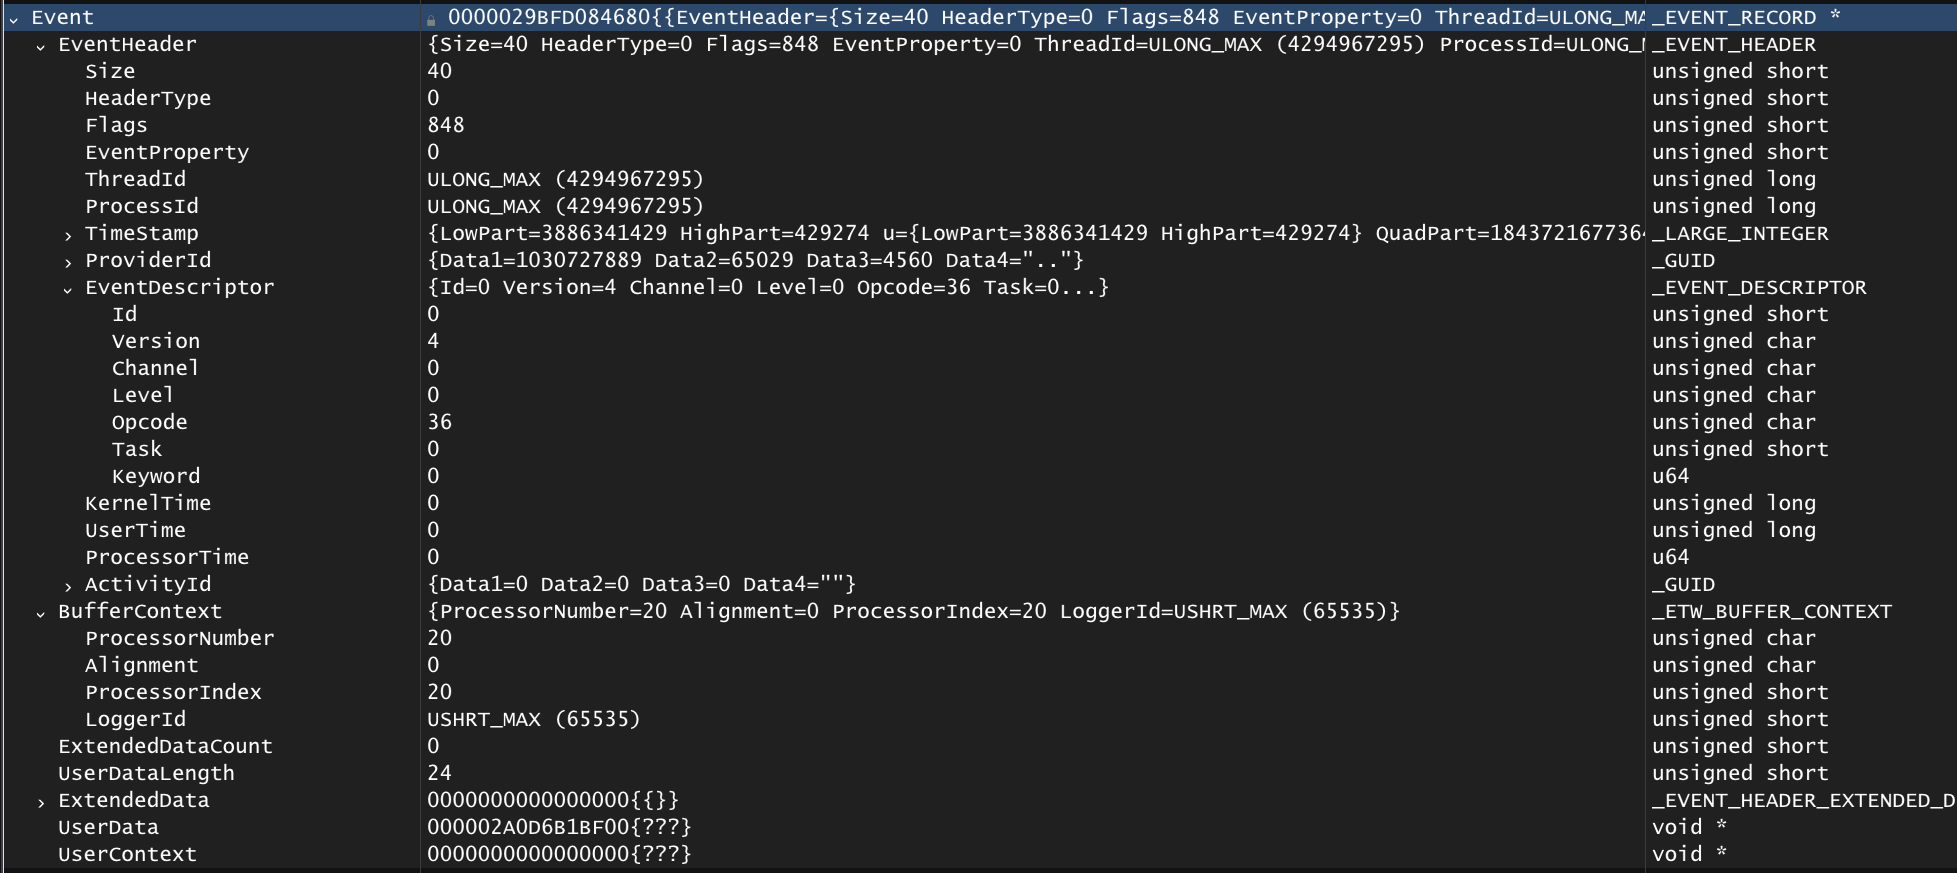 Event 0000029BFD084680{{EventHeader={Size=40 HeaderType=0 Flags=848 EventProperty=0 ThreadId=ULONG_MA _EVENT_RECORD *
EventHeader {Size=40 HeaderType=0 Flags=848 EventProperty=0 ThreadId=ULONG_MAX (4294967295) ProcessId=ULONG_ _EVENT_HEADER
Size 40 unsigned short
HeaderType 0 unsigned short
Flags 848 unsigned short
EventProperty 0 unsigned short
ThreadId ULONG_MAX (4294967295) unsigned long
ProcessId ULONG_MAX (4294967295) unsigned long
TimeStamp {LowPart=3886341429 HighPart=429274 u={LowPart=3886341429 HighPart=429274} QuadPart=1843721677364 _LARGE_INTEGER
ProviderId {Data1=1030727889 Data2=65029 Data3=4560 Data4=".."} _GUID
EventDescriptor {Id=0 Version=4 Channel=0 Level=0 Opcode=36 Task=0...} _EVENT_DESCRIPTOR
Id 0 unsigned short
Version 4 unsigned char
Channel 0 unsigned char
Level 0 unsigned char
Opcode 36 unsigned char
Task 0 unsigned short
Keyword 0 u64
KernelTime 0 unsigned long
UserTime 0 unsigned long
ProcessorTime 0 u64
ActivityId {Data1=0 Data2=0 Data3=0 Data4=""} _GUID
BufferContext {ProcessorNumber=20 Alignment=0 ProcessorIndex=20 LoggerId=USHRT_MAX (65535)} _ETW_BUFFER_CONTEXT
ProcessorNumber 20 unsigned char
Alignment 0 unsigned char
ProcessorIndex 20 unsigned short
LoggerId USHRT_MAX (65535) unsigned short
ExtendedDataCount 0 unsigned short
UserDataLength 24 unsigned short
ExtendedData 0000000000000000{{}} _EVENT_HEADER_EXTENDED_D
UserData 000002A0D6B1BF00{???} void *
UserContext 0000000000000000{???} void *